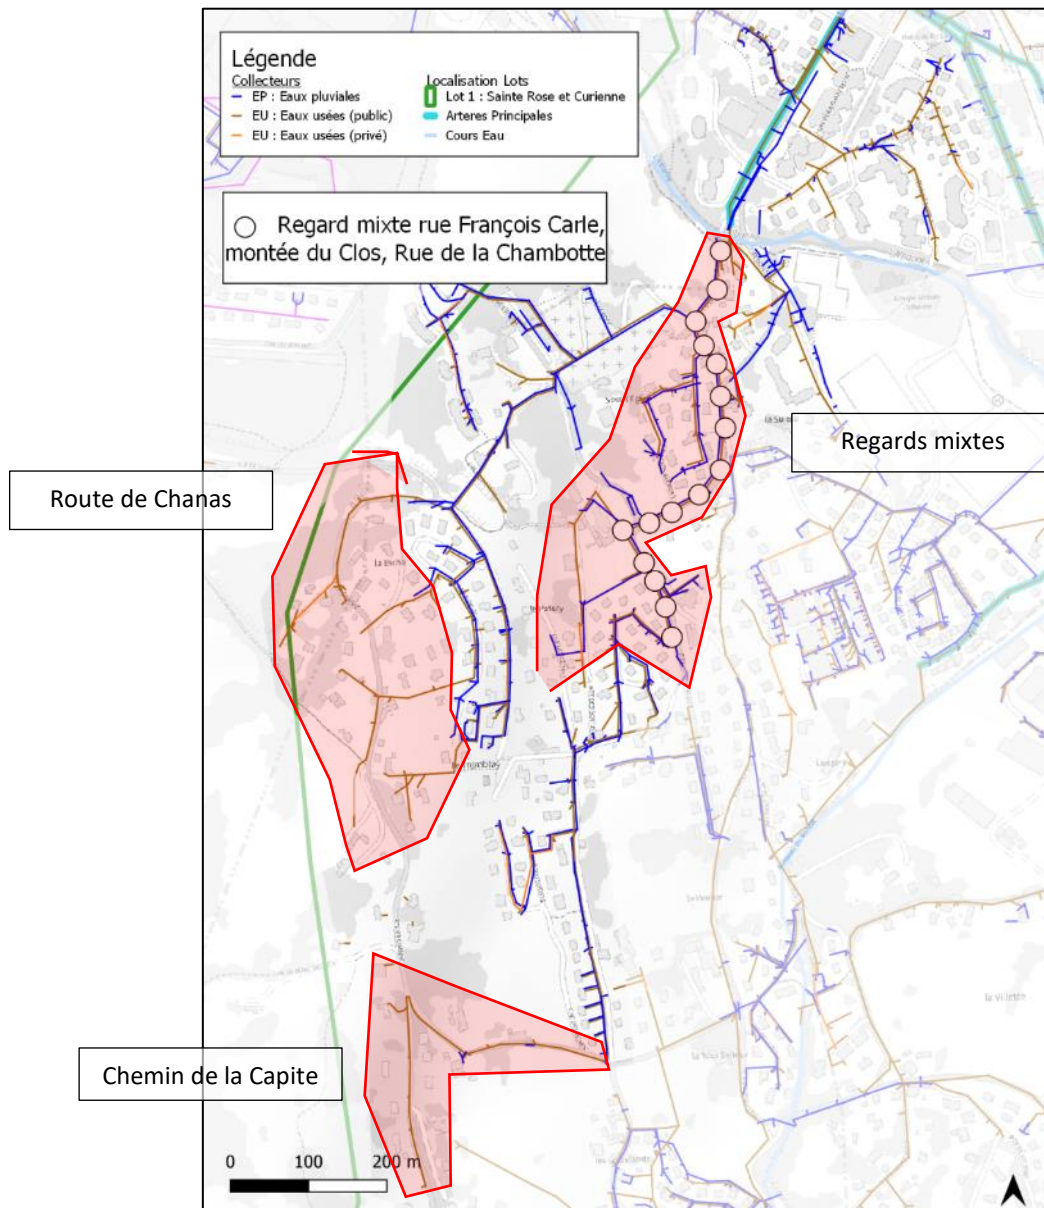 Légende
Collecteurs
EP : Eaux pluviales
EU : Eaux usées (public)
EU : Eaux usées (privé)
Localisation Lots
Lot 1 : Sainte Rose et Curienne
Arteres Principales
Cours Eau
Regard mixte rue François Carle,
montée du Clos, Rue de la Chambotte
Regards mixtes
Route de Chanas
Chemin de la Capite
la Villette
0 100 200 m